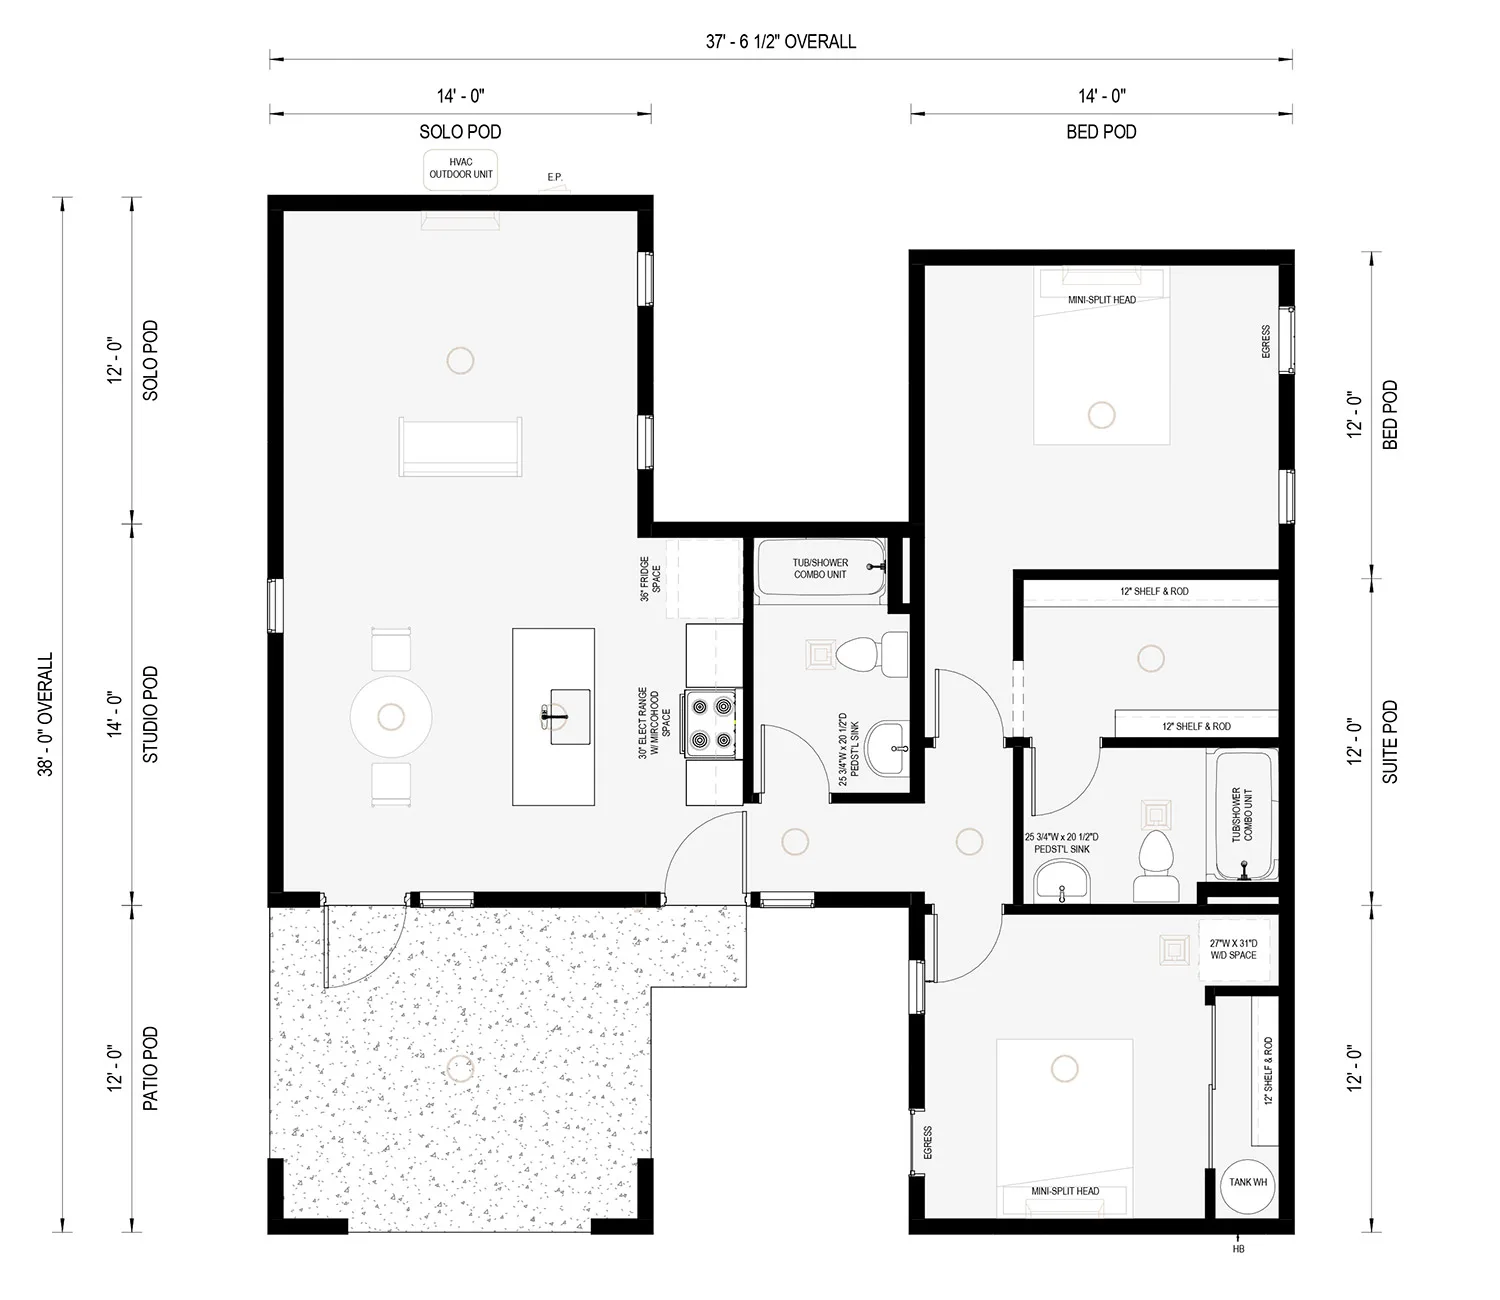 37' - 6 1/2" OVERALL
14' - 0"
SOLO POD
14' - 0"
BED POD
HVAC
OUTDOOR UNIT
E.P.
38' - 0" OVERALL
12' - 0"
SOLO POD
14' - 0"
STUDIO POD
12' - 0"
PATIO POD
MINI-SPLIT HEAD
EGRESS
12' - 0"
BED POD
36" FRIDGE
SPACE
TUB/SHOWER
COMBO UNIT
12" SHELF & ROD
30" ELECT RANGE
W/ MIRCOHOOD
SPACE
25 3/4"W x 20 1/2"D
PEDST'L SINK
12" SHELF & ROD
12' - 0"
SUITE POD
25 3/4"W x 20 1/2"D
PEDST'L SINK
TUB/SHOWER
COMBO UNIT
27"W X 31"D
W/D SPACE
12" SHELF & ROD
12' - 0"
EGRESS
MINI-SPLIT HEAD
TANK WH
HB